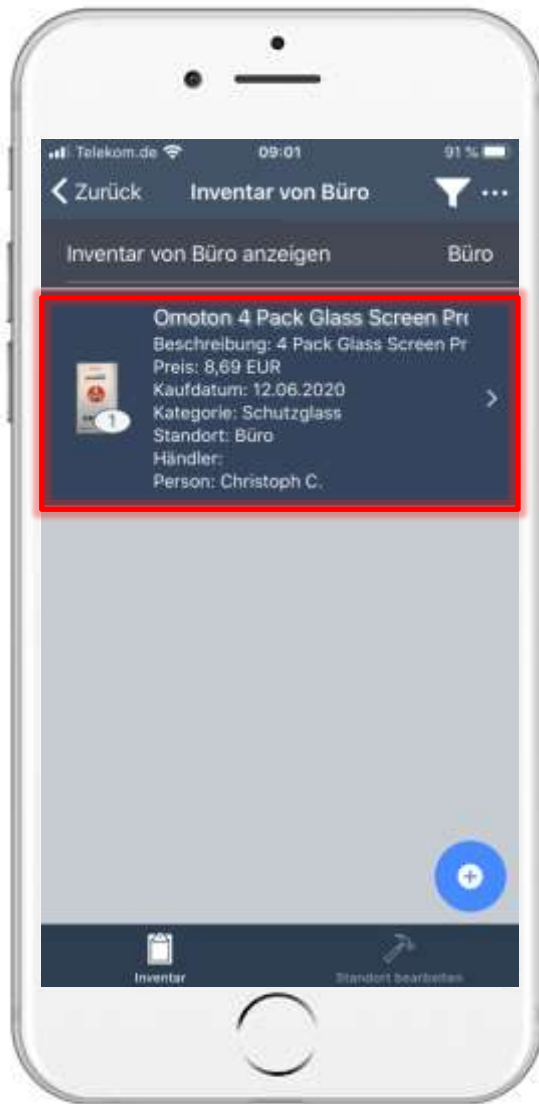 Telekom.de 09:01 91 %
Zurück Inventar von Büro ...
Inventar von Büro anzeigen Büro
Omoton 4 Pack Glass Screen Pr
Beschreibung: 4 Pack Glass Screen Pr
Preis: 8,69 EUR
Kaufdatum: 12.06.2020
Kategorie: Schutzglass
1
Standort: Büro
Händler:
Person: Christoph C.
Inventar Standort bearbeiten